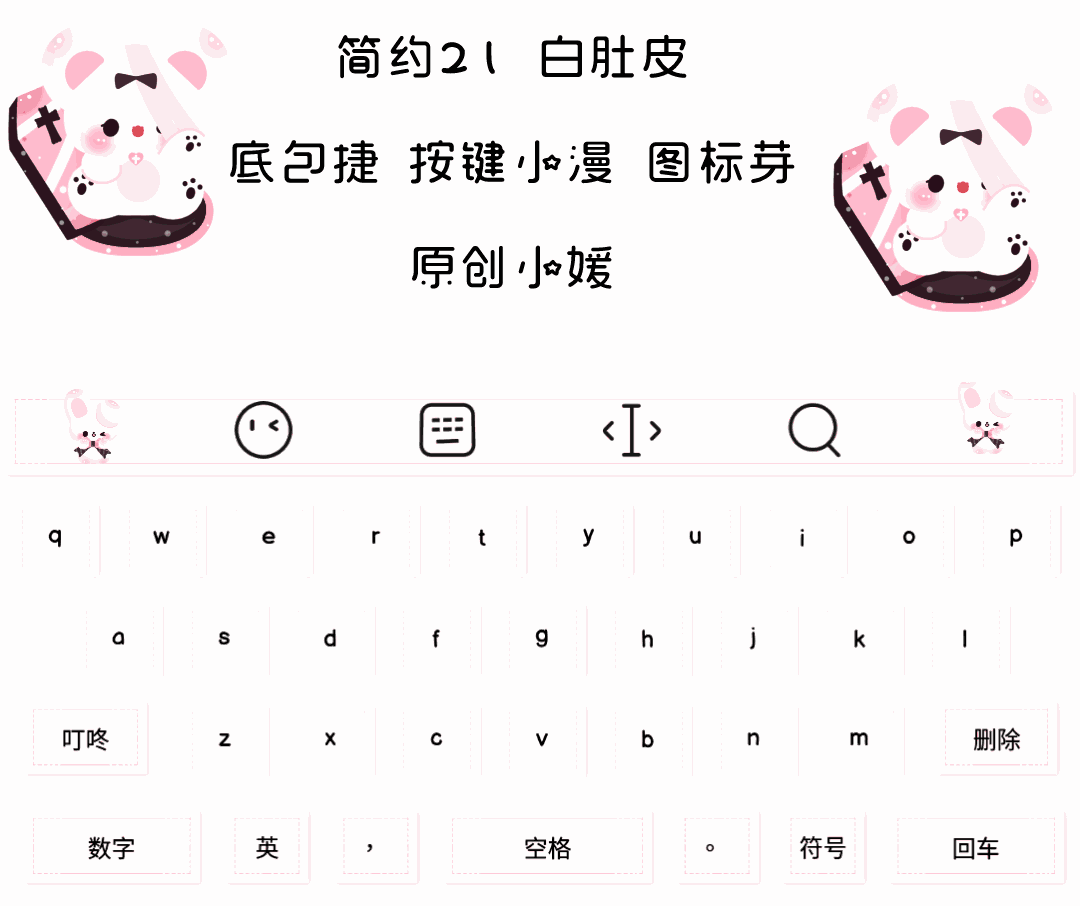 简约21 白肚皮
底包捷 按键小漫 图标芽
原创小媛
q w e r t y u i o p
a s d f g h j k l
叮咚 z x c v b n m 删除
数字 英 ， 空格 。 符号 回车